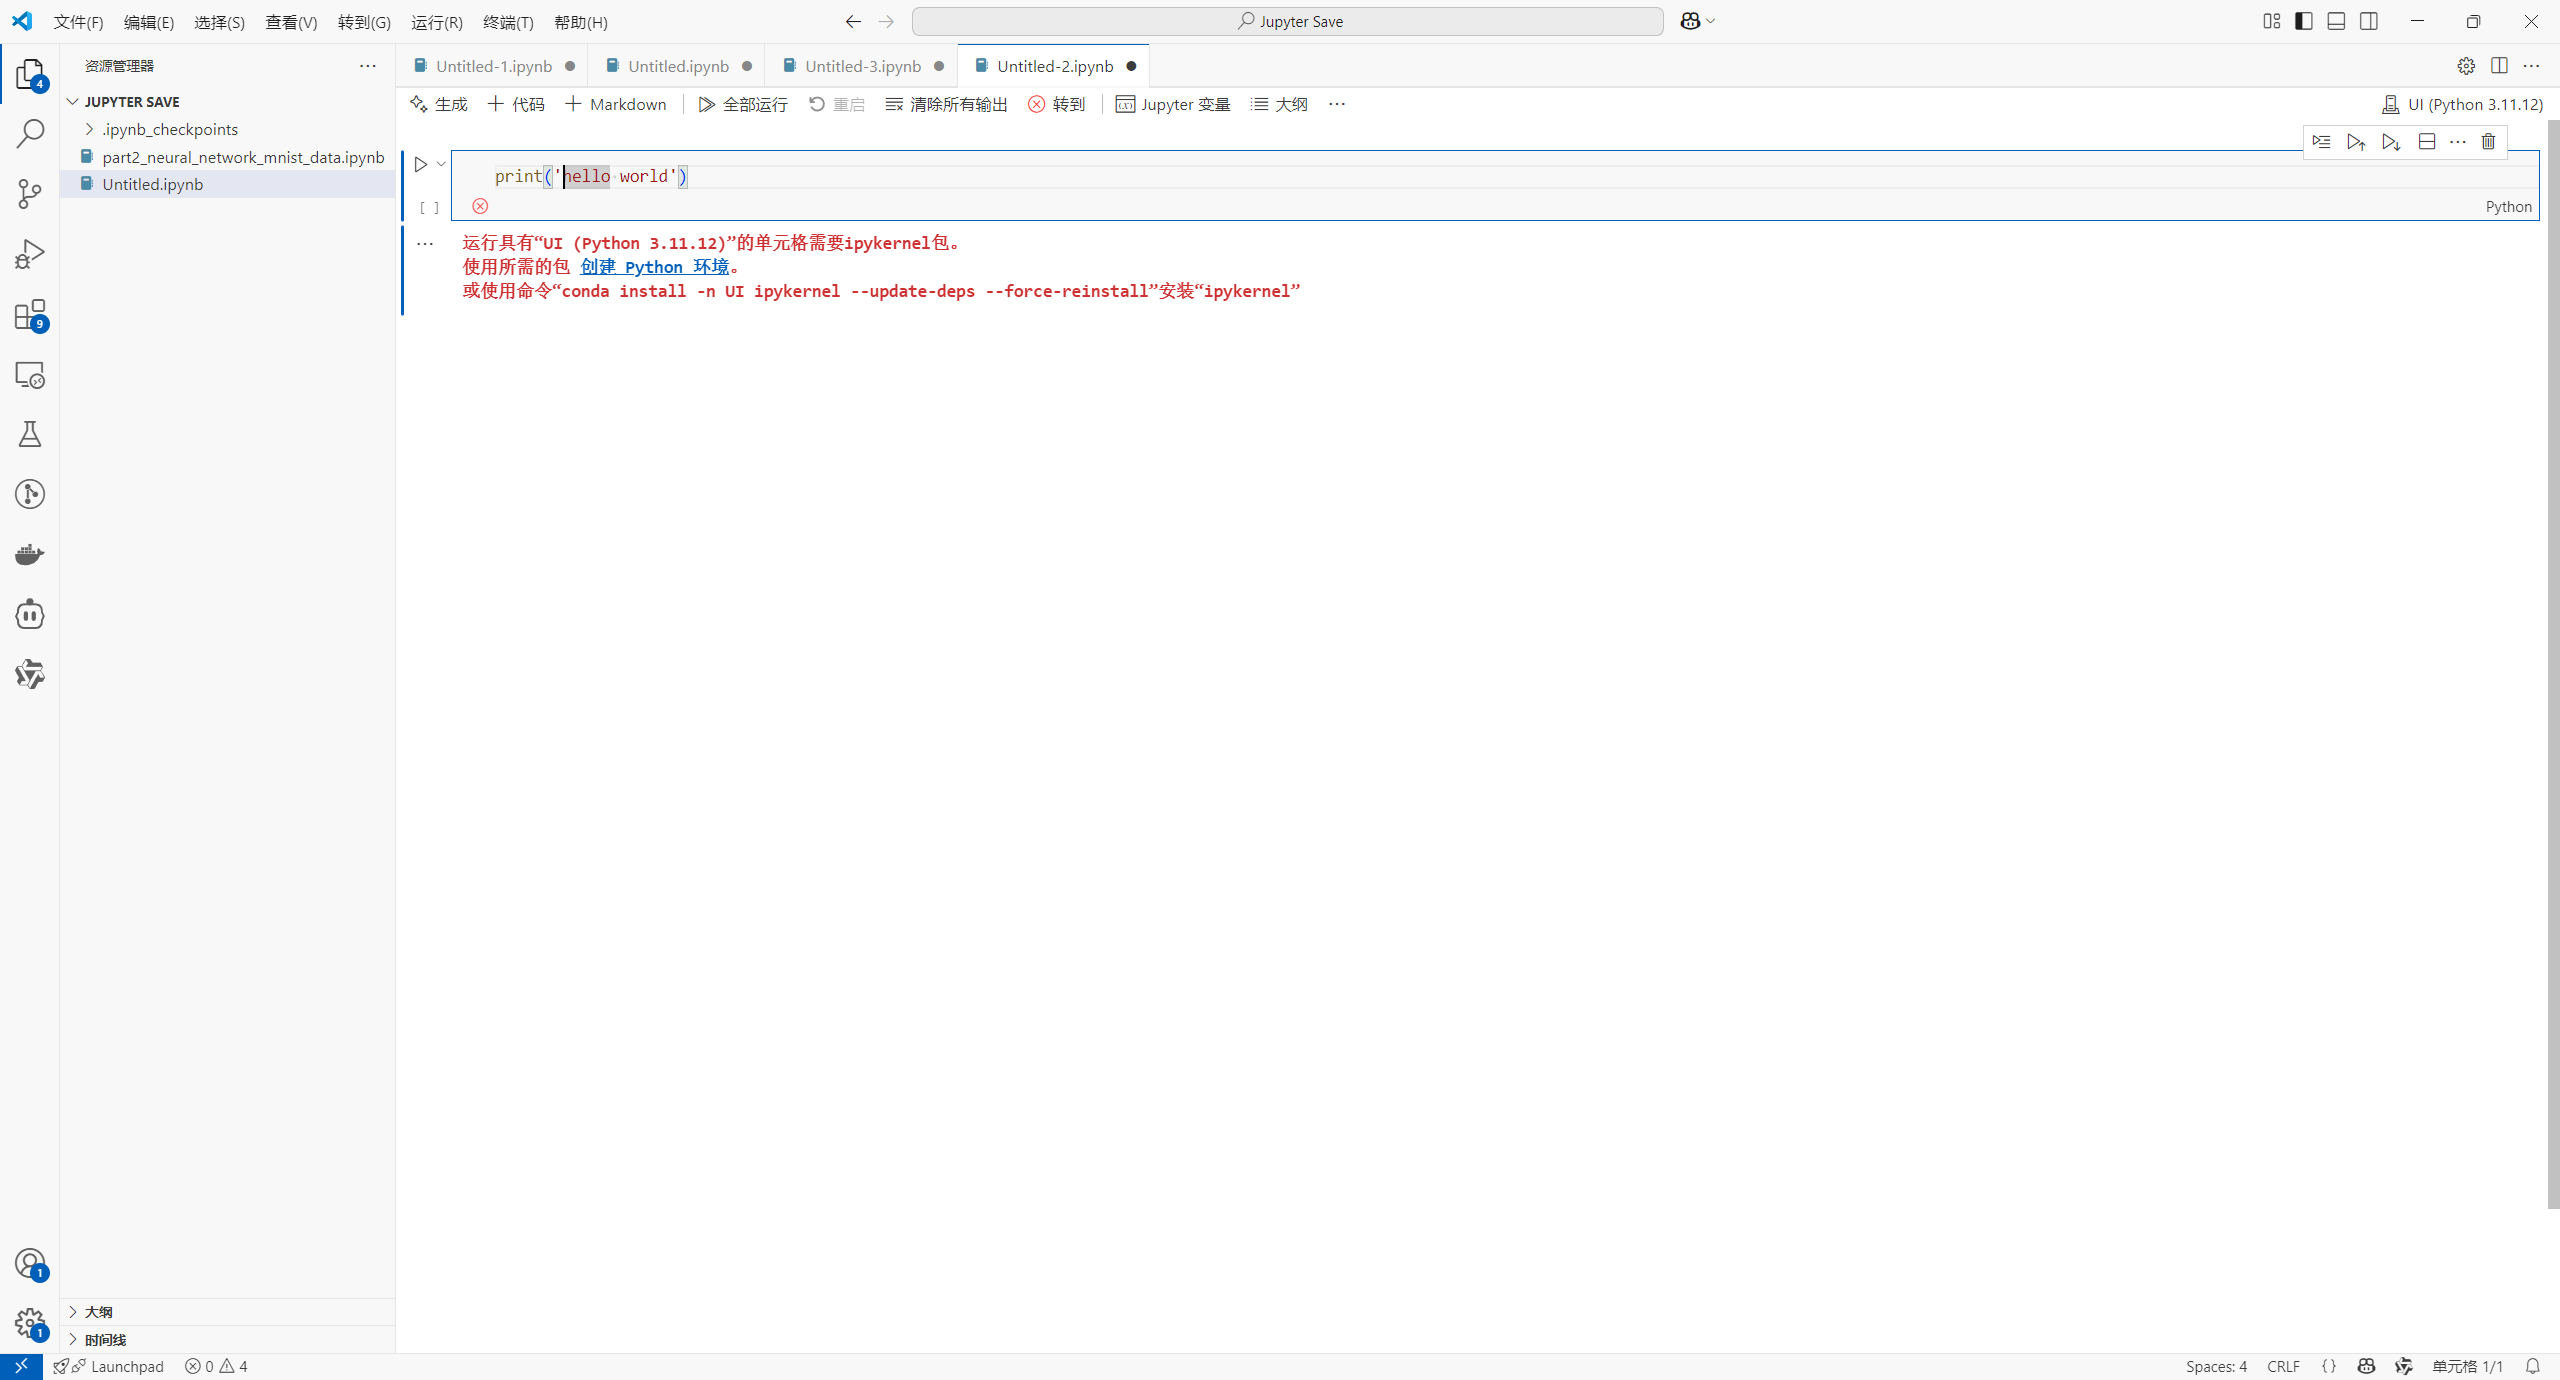 文件(F) 编辑(E) 选择(S) 查看(V) 转到(G) 运行(R) 终端(T) 帮助(H) Jupyter Save
资源管理器
Untitled-1.ipynb Untitled.ipynb Untitled-3.ipynb Untitled-2.ipynb
JUPYTER SAVE
.ipynb_checkpoints
part2_neural_network_mnist_data.ipynb
Untitled.ipynb
生成 代码 Markdown 全部运行 重启 清除所有输出 转到 Jupyter 变量 大纲 UI (Python 3.11.12)
print('hello world')
[ ] Python
运行具有“UI (Python 3.11.12)”的单元格需要ipykernel包。
使用所需的包 创建 Python 环境。
或使用命令“conda install -n UI ipykernel --update-deps --force-reinstall”安装“ipykernel”
4
9
1
1
大纲
时间线
Launchpad 0 4 Spaces: 4 CRLF {} 单元格 1/1